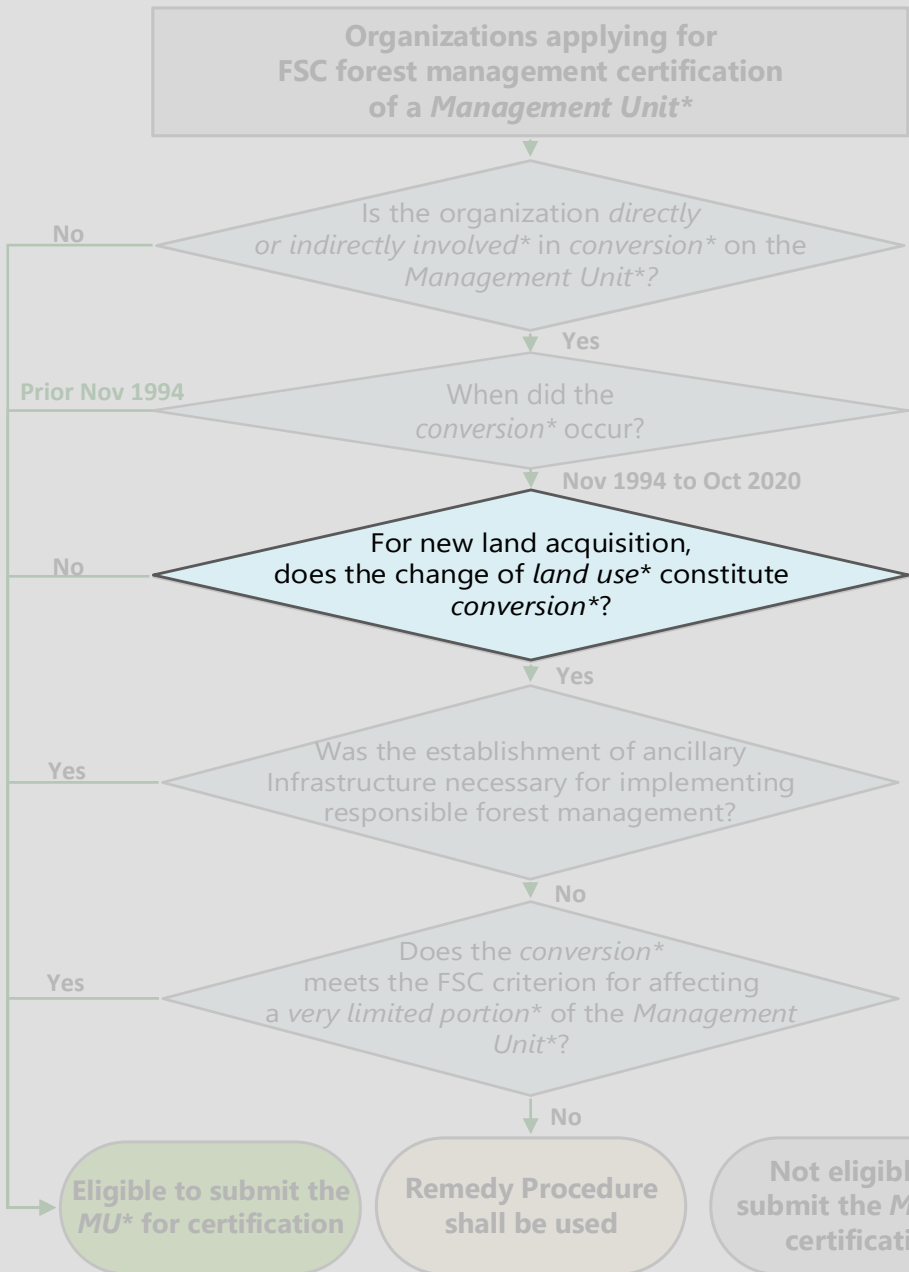 Organizations applying for
FSC forest management certification
of a Management Unit*
Is the organization directly
or indirectly involved* in conversion* on the
Management Unit*?
No
Yes
When did the
conversion* occur?
Prior Nov 1994
Nov 1994 to Oct 2020
For new land acquisition,
does the change of land use* constitute
conversion*?
No
Yes
Was the establishment of ancillary
Infrastructure necessary for implementing
responsible forest management?
Yes
No
Does the conversion*
meets the FSC criterion for affecting
a very limited portion* of the Management
Unit*?
Yes
No
Eligible to submit the
MU* for certification
Remedy Procedure
shall be used
Not eligible
submit the